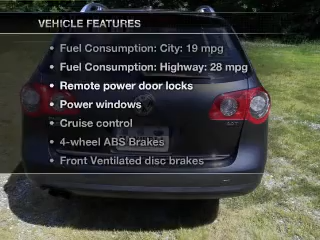 VEHICLE FEATURES
Fuel Consumption: City: 19 mpg
Fuel Consumption: Highway: 28 mpg
Remote power door locks
Power windows
Cruise control
4-wheel ABS Brakes
Front Ventilated disc brakes